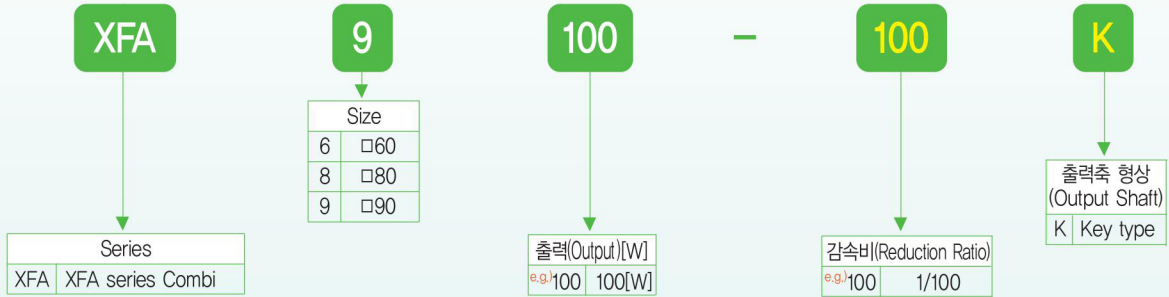 XFA 9 100 - 100 K
Size
6 □60
8 □80
9 □90
출력축 형상
(Output Shaft)
K Key type
Series
XFA XFA series Combi
출력(Output)[W]
e.g.)100 100[W]
감속비(Reduction Ratio)
e.g.)100 1/100